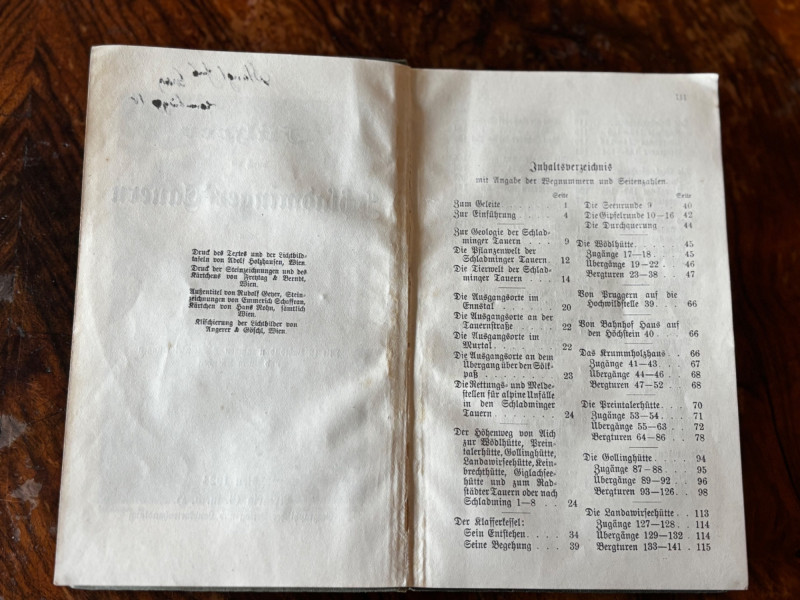 Druck des Textes und der Lichtbild-
tafeln von Adolf Holzhausen, Wien.
Druck der Steinzeichnungen und des
Kärtchens von Freytag & Berndt,
Wien.
Außentitel von Rudolf Geyer, Stein-
zeichnungen von Emmerich Schaffran,
Kärtchen von Hans Rohn, sämtlich
Wien.
Klischierung der Lichtbilder von
Angerer & Göschl, Wien.
III
Inhaltsverzeichnis
mit Angabe der Wegnummern und Seitenzahlen.
Seite
Zum Geleite . . . . . 1
Zur Einführung . . . . 4
Zur Geologie der Schlad-
minger Tauern . . . 9
Die Pflanzenwelt der
Schladminger Tauern. 12
Die Tierwelt der Schlad-
minger Tauern . . . 14
Die Ausgangsorte im
Ennstal . . . . . . 20
Die Ausgangsorte an der
Tauernstraße . . . . 22
Die Ausgangsorte im
Murtal . . . . . . 22
Die Ausgangsorte an dem
Übergang über den Sölk-
paß . . . . . . . 23
Die Rettungs- und Melde-
stellen für alpine Unfälle
in den Schladminger
Tauern . . . . . . 24
Der Höhenweg von Aich
zur Wödlhütte, Prein-
talerhütte, Gollinghütte,
Landawirseehütte, Kein-
brechthütte, Giglachsee-
hütte und zum Rad-
städter Tauern oder nach
Schladming 1-8 . . 24
Der Klafferkessel:
Sein Entstehen . . . . 34
Seine Begehung . . . 39
Seite
Die Seenrunde 9 . . . 40
Die Gipfelrunde 10-16 42
Die Durchquerung . . 44
Die Wödlhütte . . . . . 45
Zugänge 17-18 . . . . 45
Übergänge 19-22 . . . 46
Bergturen 23-38 . . . 47
Von Pruggern auf die
Hochwildstelle 39 . . . 66
Von Bahnhof Haus auf
den Höchstein 40 . . . 66
Das Krummholzhaus . . 66
Zugänge 41-43 . . . . 67
Übergänge 44-46 . . . 68
Bergturen 47-52 . . . 68
Die Preintalerhütte . . . 70
Zugänge 53-54 . . . . 71
Übergänge 55-63 . . . 72
Bergturen 64-86 . . . 78
Die Gollinghütte . . . . 94
Zugänge 87-88 . . . . 95
Übergänge 89-92 . . . 96
Bergturen 93-126 . . . 98
Die Landawirseehütte . . 113
Zugänge 127-128 . . . 114
Übergänge 129-132 . . 114
Bergturen 133-141 . . 115